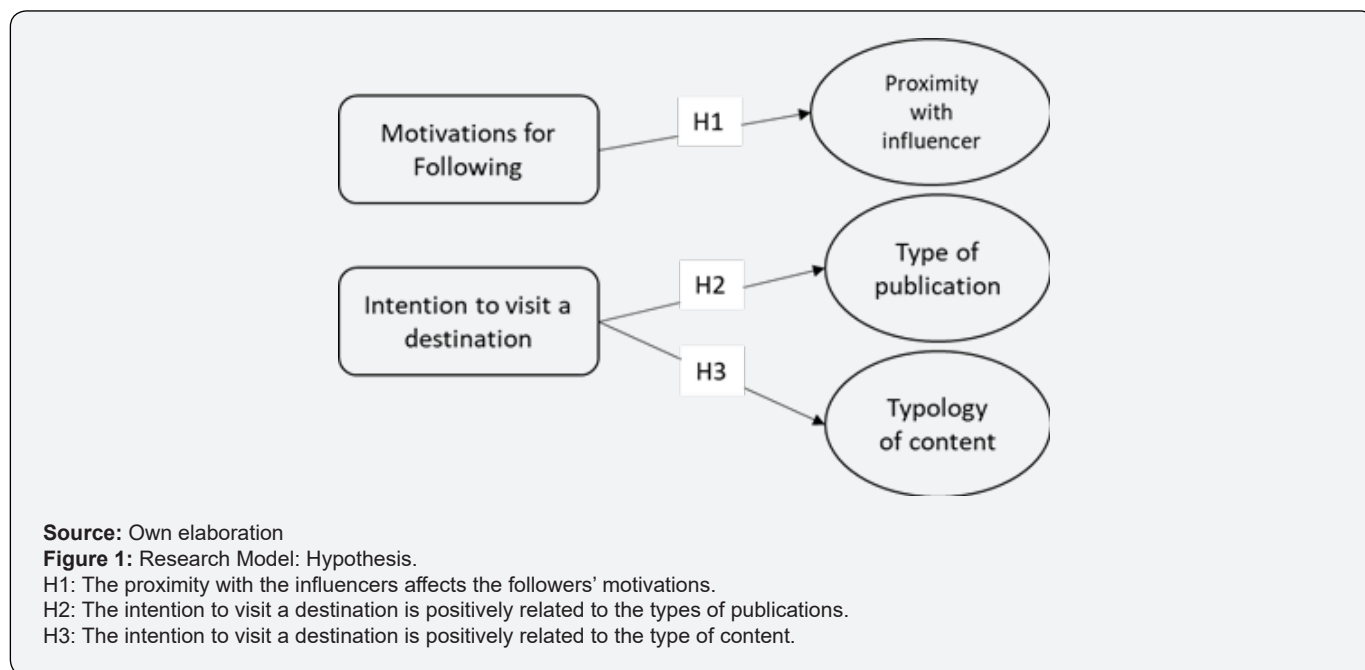 Motivations for
Following
H1
Proximity
with
influencer
Intention to visit a
destination
H2
Type of
publication
H3
Typology
of content
Source: Own elaboration
Figure 1: Research Model: Hypothesis.
H1: The proximity with the influencers affects the followers’ motivations.
H2: The intention to visit a destination is positively related to the types of publications.
H3: The intention to visit a destination is positively related to the type of content.